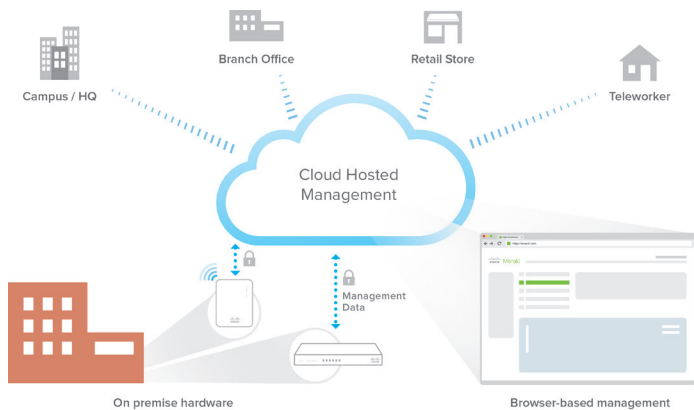 Branch Office
Retail Store
Campus / HQ
Teleworker
Cloud Hosted
Management
Management
Data
Meraki
On premise hardware
Browser-based management